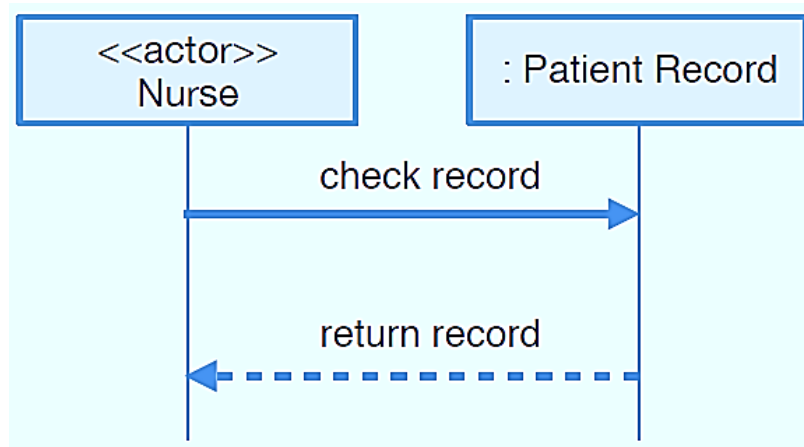 <<actor>>
Nurse
: Patient Record
check record
return record